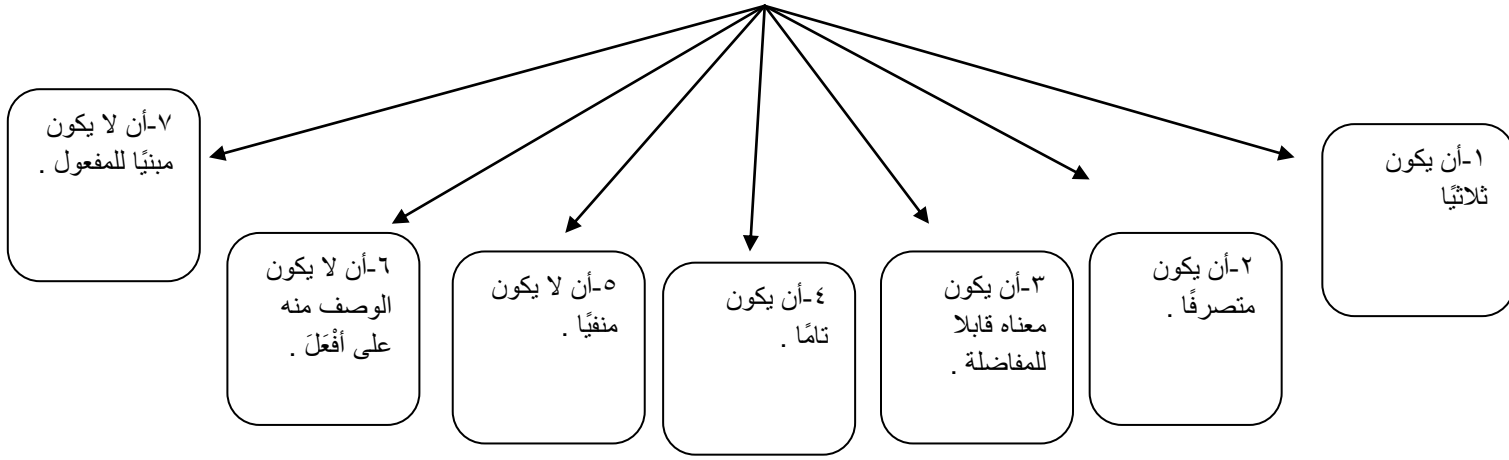 ١-أن يكون
ثلاثيًا
٢-أن يكون
متصرفًا .
٣-أن يكون
معناه قابلا
للمفاضلة .
٤-أن يكون
تامًا .
٥-أن لا يكون
منفيًا .
٦-أن لا يكون
الوصف منه
على أفْعَلَ .
٧-أن لا يكون
مبنيًا للمفعول .